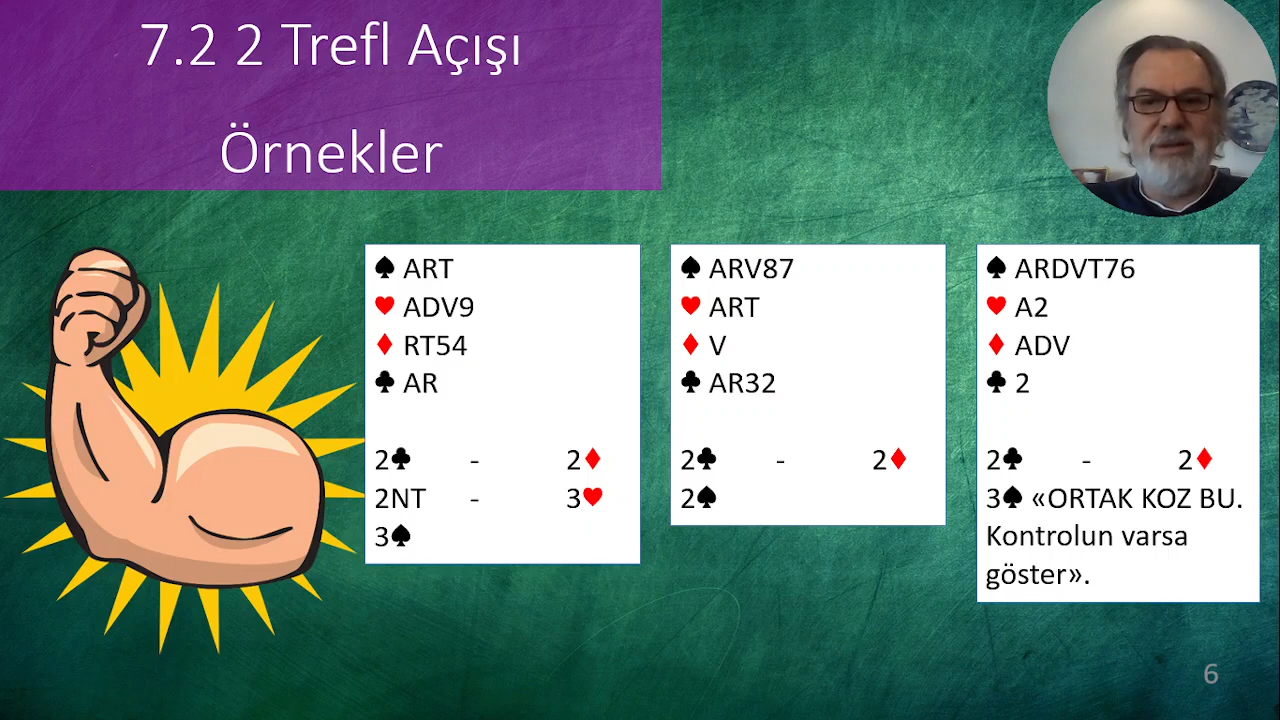 7.2 2 Trefl Açışı
Örnekler
♠ ART
♥ ADV9
♦ RT54
♣ AR
2♣ - 2♦
2NT - 3♥
3♠
♠ ARV87
♥ ART
♦ V
♣ AR32
2♣ - 2♦
2♠
♠ ARDVT76
♥ A2
♦ ADV
♣ 2
2♣ - 2♦
3♠ «ORTAK KOZ BU.
Kontrolun varsa
göster».
6